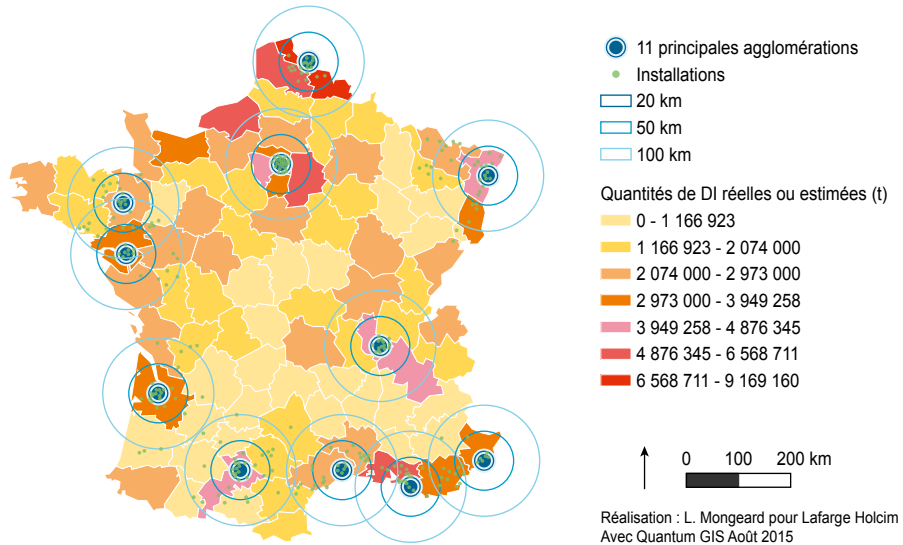 11 principales agglomérations
Installations
20 km
50 km
100 km
Quantités de DI réelles ou estimées (t)
0 - 1 166 923
1 166 923 - 2 074 000
2 074 000 - 2 973 000
2 973 000 - 3 949 258
3 949 258 - 4 876 345
4 876 345 - 6 568 711
6 568 711 - 9 169 160
0 100 200 km
Réalisation : L. Mongeard pour Lafarge Holcim
Avec Quantum GIS Août 2015